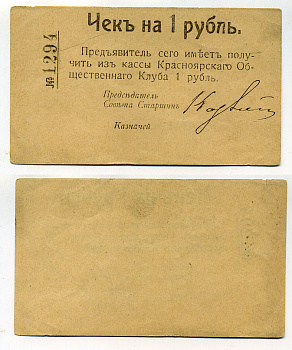 Чекъ на 1 рубль.
№ 1294
Предъявитель сего имѣетъ полу-
чить изъ кассы Красноярскаго Об-
щественнаго Клуба 1 рубль.
Предсѣдатель
Совѣта Старшинъ
Казначей